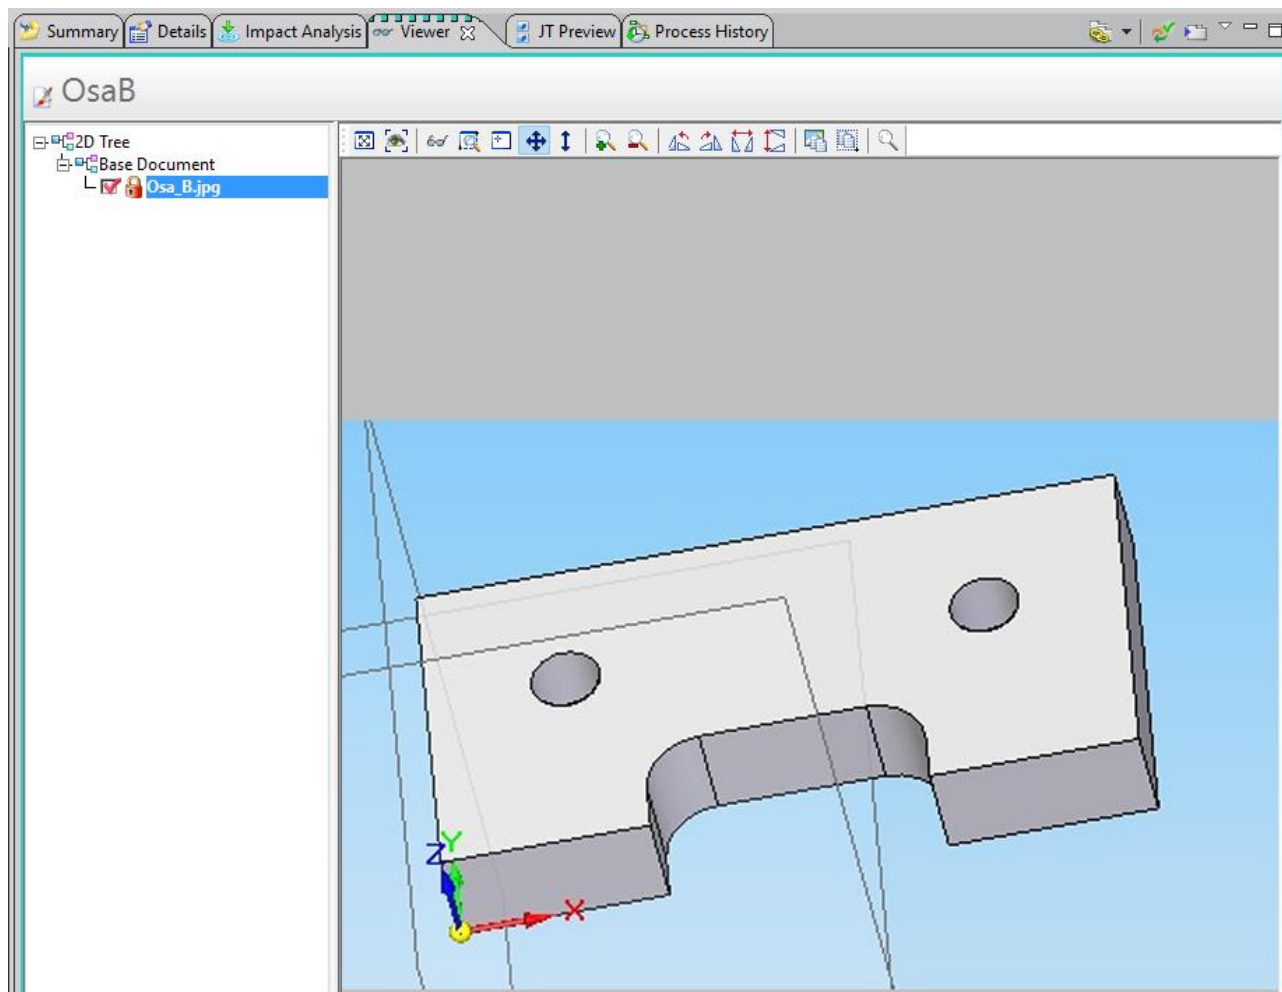 Summary Details Impact Analysis Viewer JT Preview Process History
OsaB
2D Tree
Base Document
Osa_B.jpg
Y
Z
X